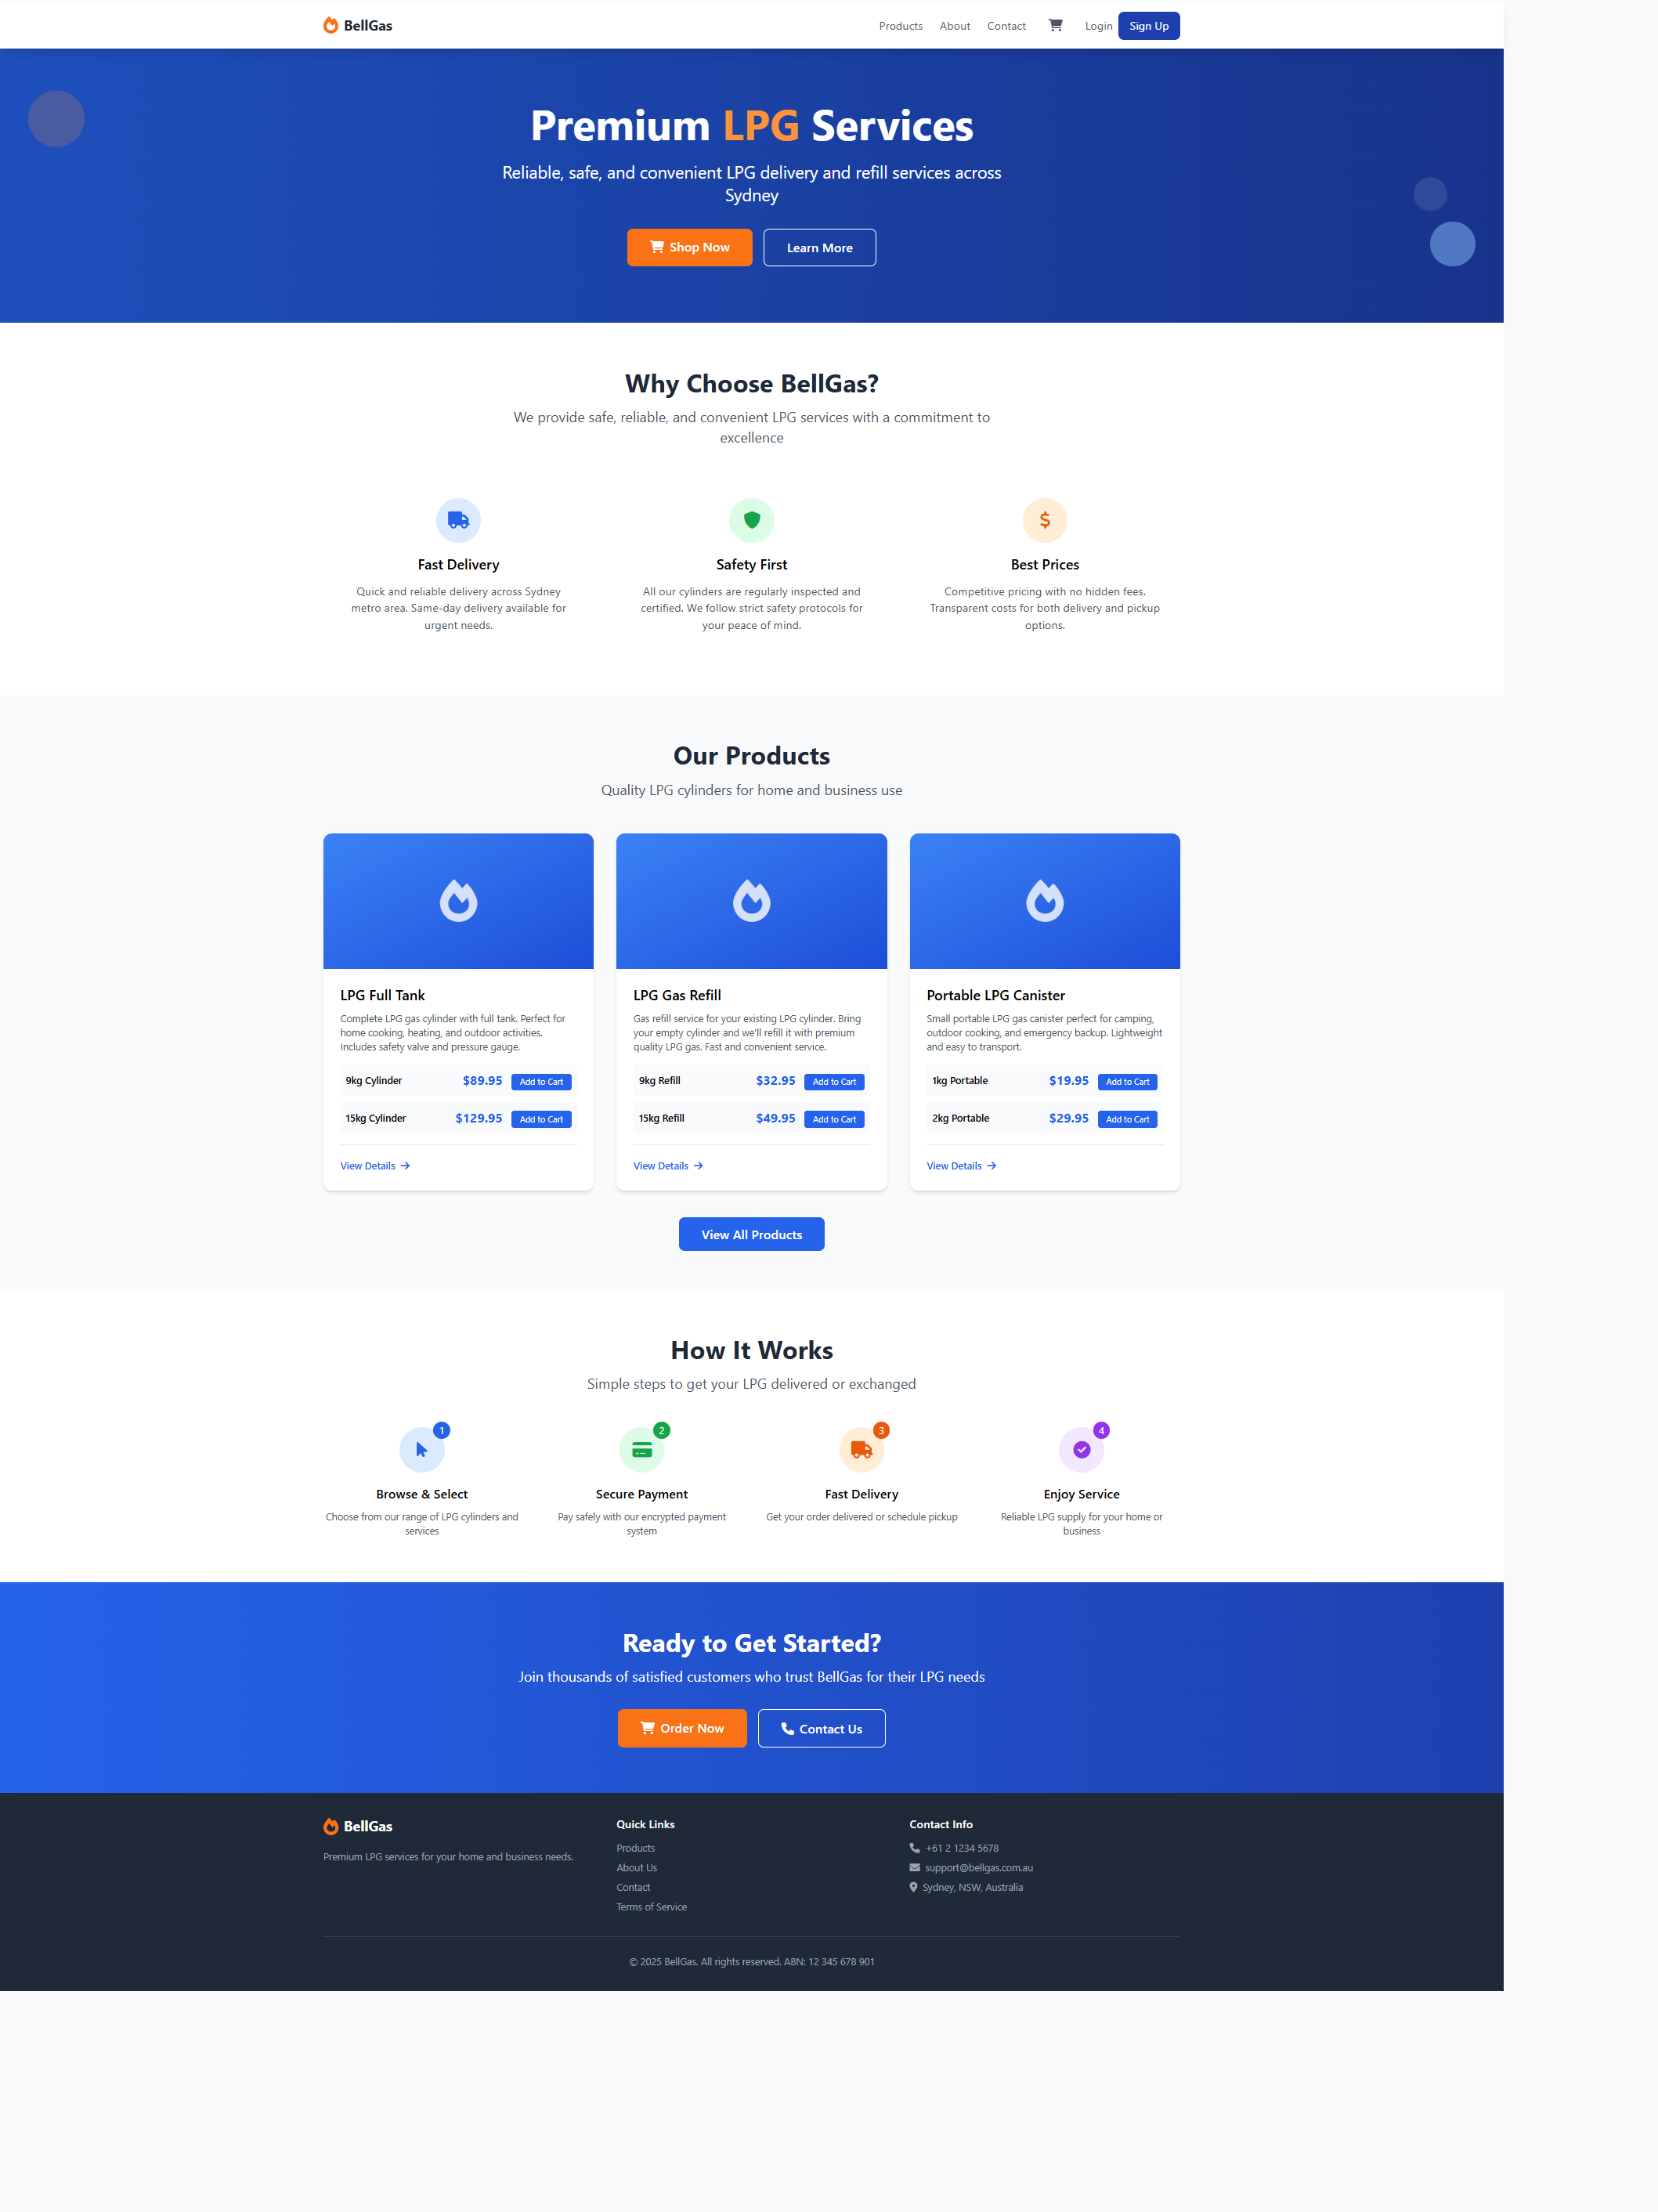 BellGas
Products About Contact Login Sign Up
Premium LPG Services
Reliable, safe, and convenient LPG delivery and refill services across
Sydney
Shop Now Learn More
Why Choose BellGas?
We provide safe, reliable, and convenient LPG services with a commitment to
excellence
Fast Delivery
Quick and reliable delivery across Sydney
metro area. Same-day delivery available for
urgent needs.
Safety First
All our cylinders are regularly inspected and
certified. We follow strict safety protocols for
your peace of mind.
Best Prices
Competitive pricing with no hidden fees.
Transparent costs for both delivery and pickup
options.
Our Products
Quality LPG cylinders for home and business use
LPG Full Tank
Complete LPG gas cylinder with full tank. Perfect for
home cooking, heating, and outdoor activities.
Includes safety valve and pressure gauge.
9kg Cylinder $89.95 Add to Cart
15kg Cylinder $129.95 Add to Cart
View Details
LPG Gas Refill
Gas refill service for your existing LPG cylinder. Bring
your empty cylinder and we'll refill it with premium
quality LPG gas. Fast and convenient service.
9kg Refill $32.95 Add to Cart
15kg Refill $49.95 Add to Cart
View Details
Portable LPG Canister
Small portable LPG gas canister perfect for camping,
outdoor cooking, and emergency backup. Lightweight
and easy to transport.
1kg Portable $19.95 Add to Cart
2kg Portable $29.95 Add to Cart
View Details
View All Products
How It Works
Simple steps to get your LPG delivered or exchanged
1
Browse & Select
Choose from our range of LPG cylinders and
services
2
Secure Payment
Pay safely with our encrypted payment
system
3
Fast Delivery
Get your order delivered or schedule pickup
4
Enjoy Service
Reliable LPG supply for your home or
business
Ready to Get Started?
Join thousands of satisfied customers who trust BellGas for their LPG needs
Order Now Contact Us
BellGas
Premium LPG services for your home and business needs.
Quick Links
Products
About Us
Contact
Terms of Service
Contact Info
+61 2 1234 5678
support@bellgas.com.au
Sydney, NSW, Australia
© 2025 BellGas. All rights reserved. ABN: 12 345 678 901